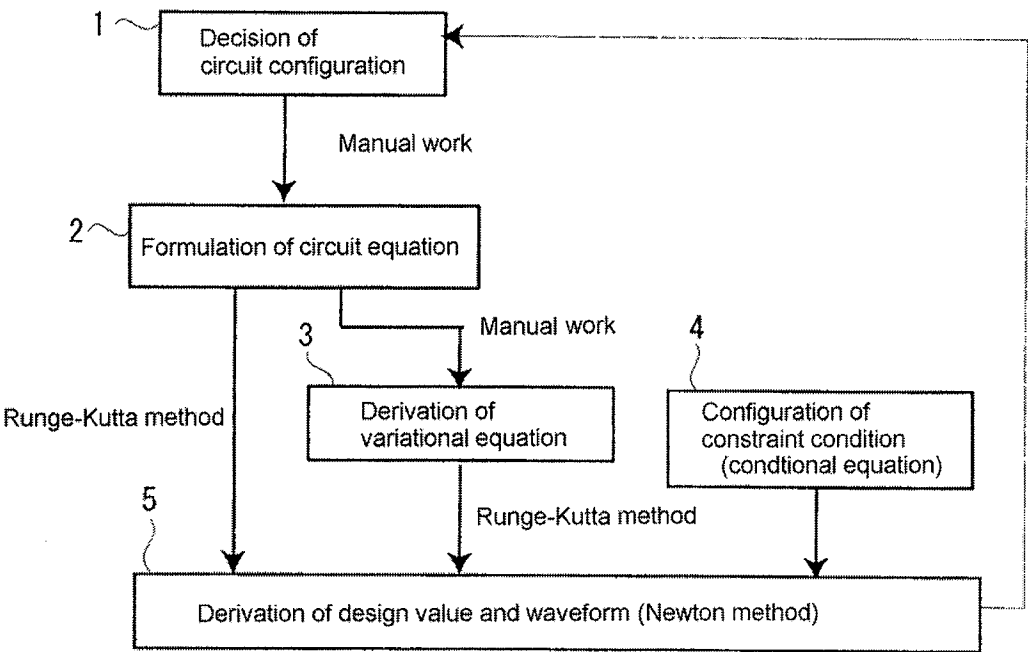 1
Decision of
circuit configuration
Manual work
2
Formulation of circuit equation
Manual work
3
4
Runge-Kutta method
Derivation of
variational equation
Configuration of
constraint condition
(condtional equation)
Runge-Kutta method
5
Derivation of design value and waveform (Newton method)